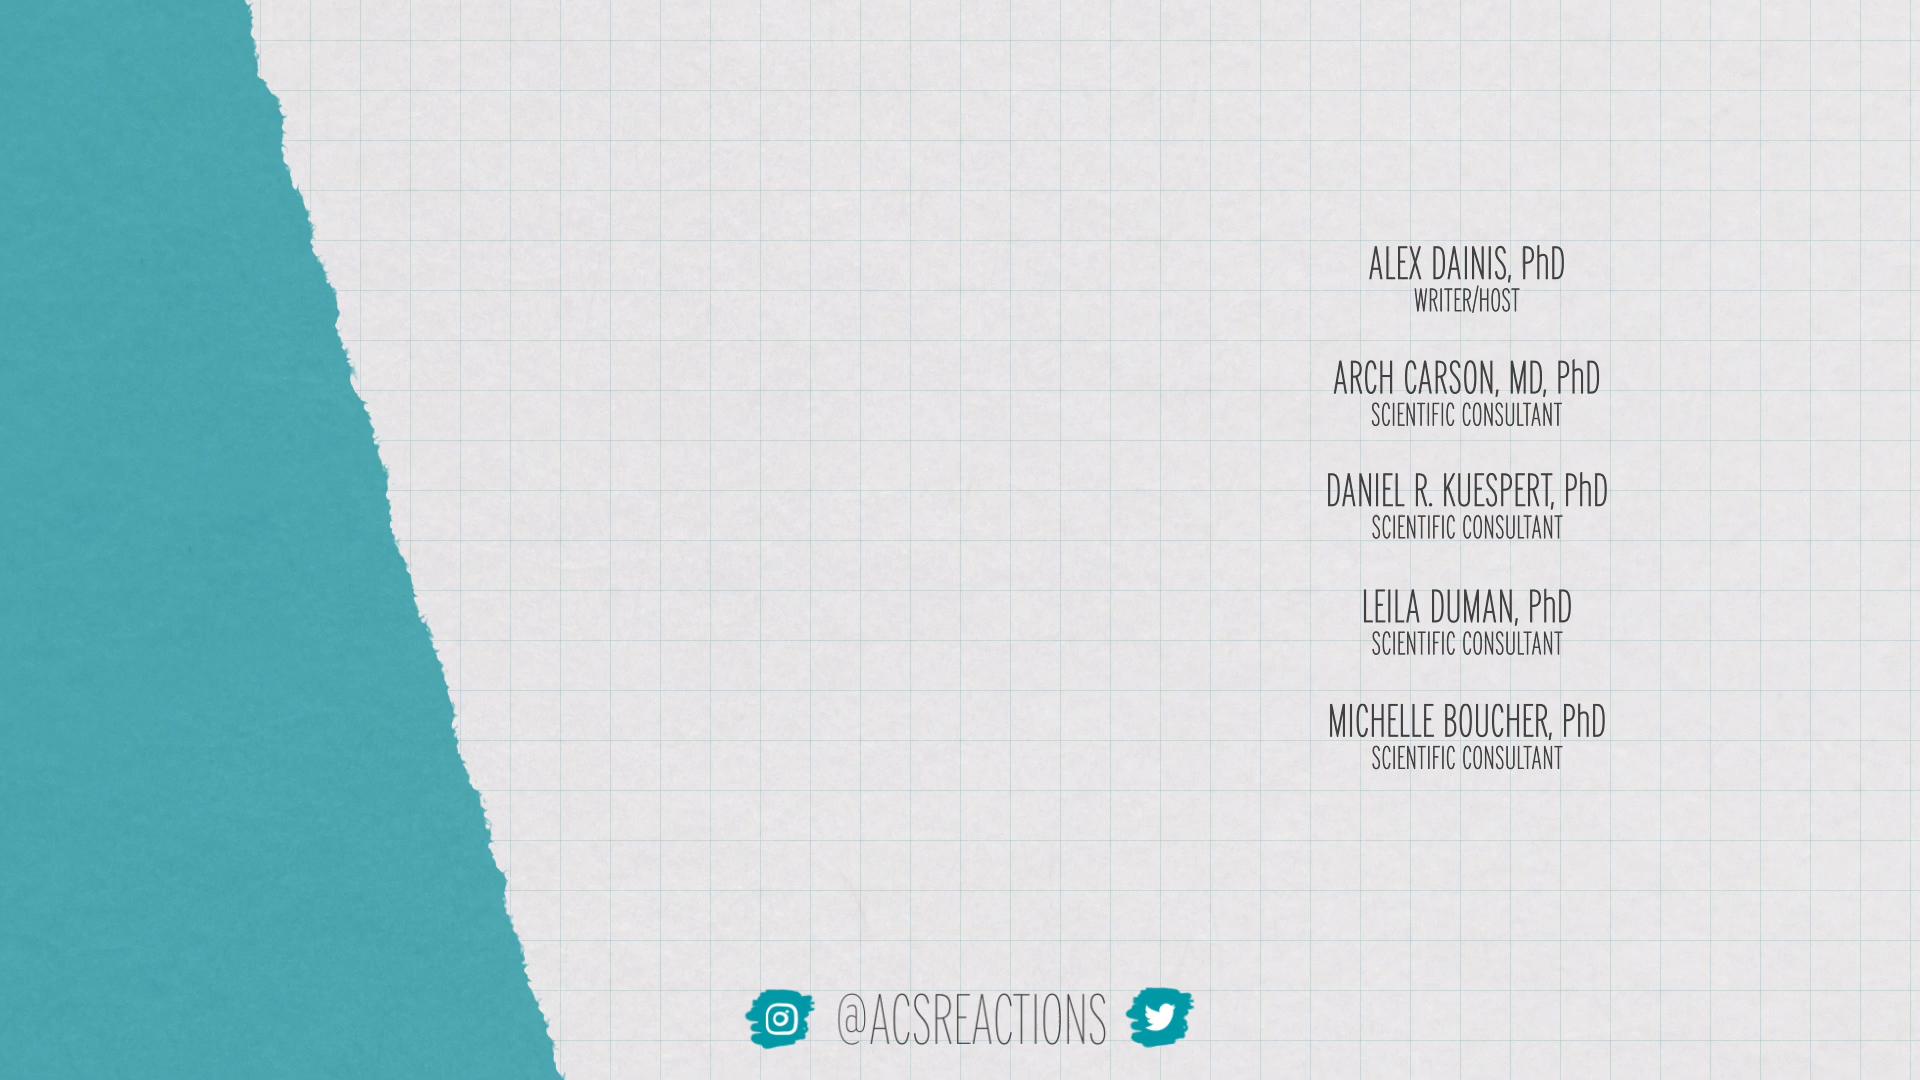 ALEX DAINIS, PhD
WRITER/HOST
ARCH CARSON, MD, PhD
SCIENTIFIC CONSULTANT
DANIEL R. KUESPERT, PhD
SCIENTIFIC CONSULTANT
LEILA DUMAN, PhD
SCIENTIFIC CONSULTANT
MICHELLE BOUCHER, PhD
SCIENTIFIC CONSULTANT
@ACSREACTIONS